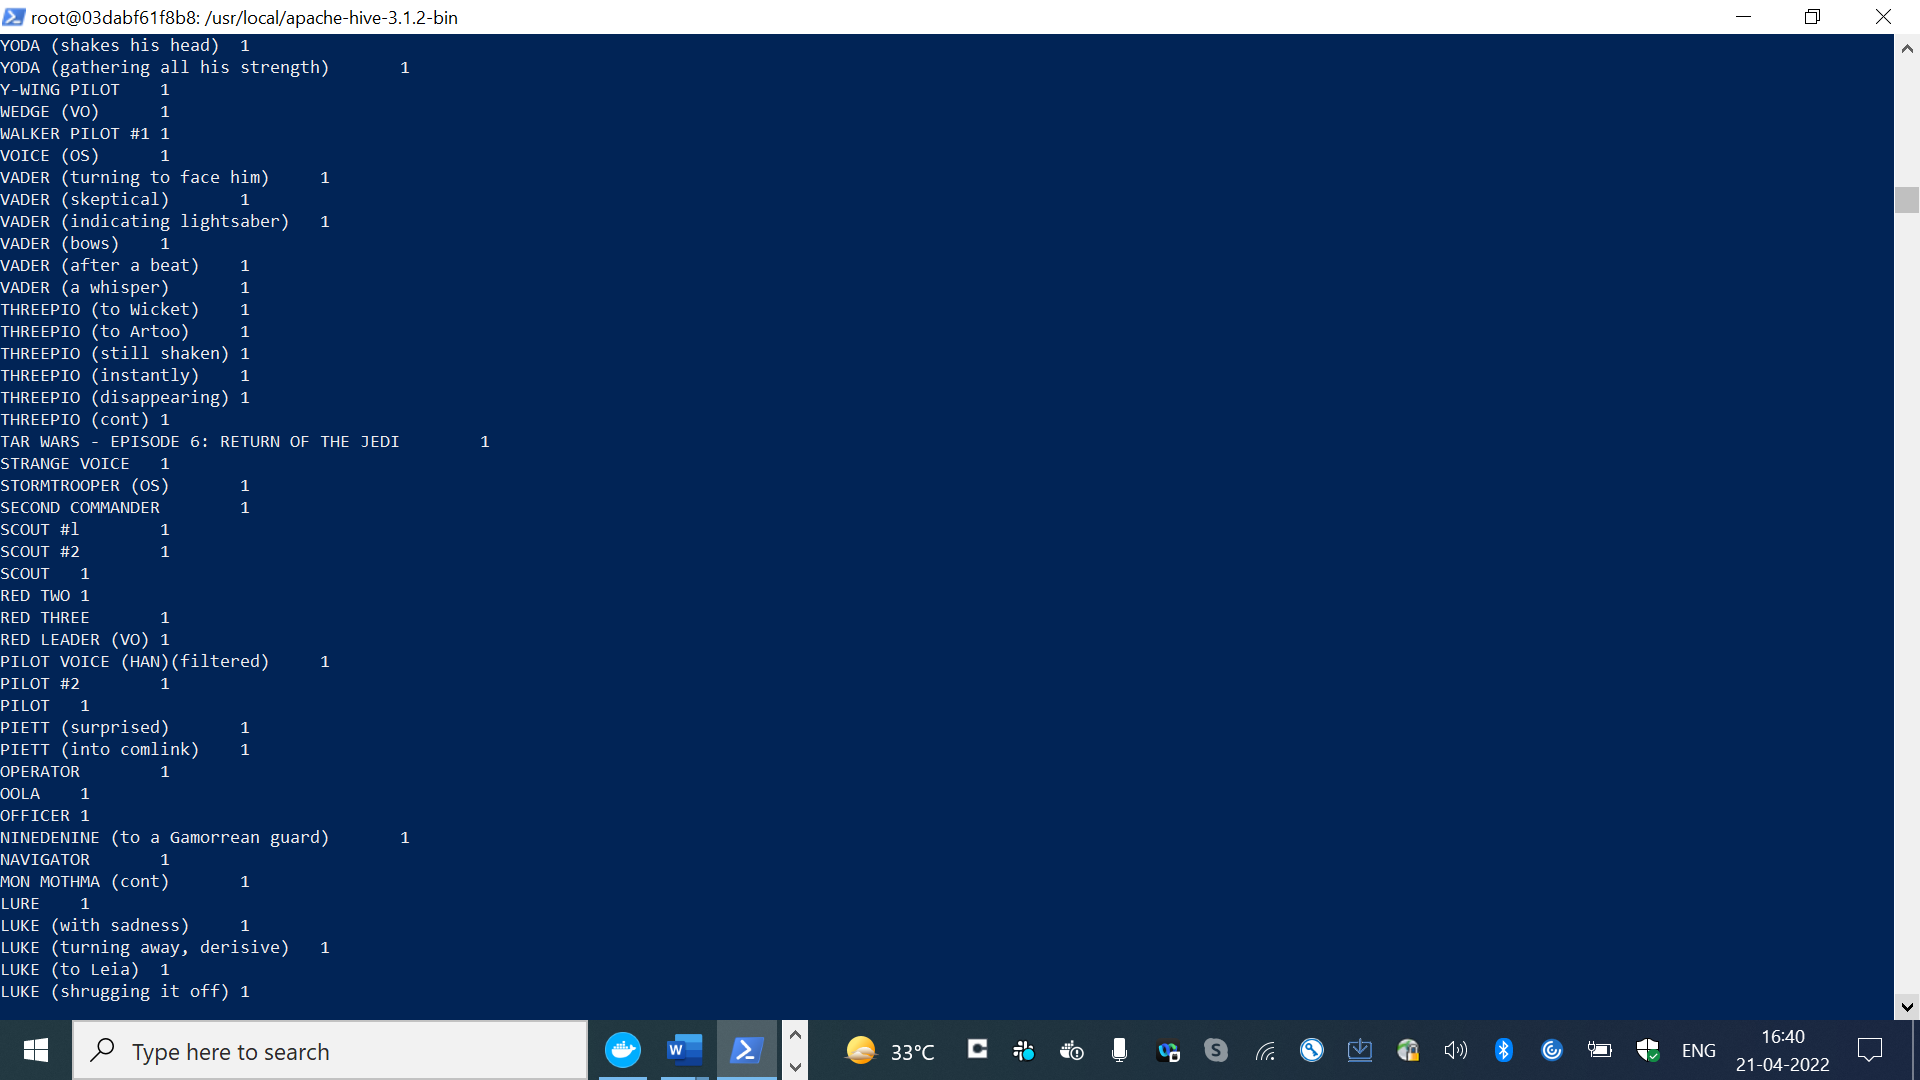 root@03dabf61f8b8: /usr/local/apache-hive-3.1.2-bin
YODA (shakes his head) 1
YODA (gathering all his strength) 1
Y-WING PILOT 1
WEDGE (VO) 1
WALKER PILOT #1 1
VOICE (OS) 1
VADER (turning to face him) 1
VADER (skeptical) 1
VADER (indicating lightsaber) 1
VADER (bows) 1
VADER (after a beat) 1
VADER (a whisper) 1
THREEPIO (to Wicket) 1
THREEPIO (to Artoo) 1
THREEPIO (still shaken) 1
THREEPIO (instantly) 1
THREEPIO (disappearing) 1
THREEPIO (cont) 1
TAR WARS - EPISODE 6: RETURN OF THE JEDI 1
STRANGE VOICE 1
STORMTROOPER (OS) 1
SECOND COMMANDER 1
SCOUT #l 1
SCOUT #2 1
SCOUT 1
RED TWO 1
RED THREE 1
RED LEADER (VO) 1
PILOT VOICE (HAN)(filtered) 1
PILOT #2 1
PILOT 1
PIETT (surprised) 1
PIETT (into comlink) 1
OPERATOR 1
OOLA 1
OFFICER 1
NINEDENINE (to a Gamorrean guard) 1
NAVIGATOR 1
MON MOTHMA (cont) 1
LURE 1
LUKE (with sadness) 1
LUKE (turning away, derisive) 1
LUKE (to Leia) 1
LUKE (shrugging it off) 1
Type here to search
33°C
ENG
16:40
21-04-2022